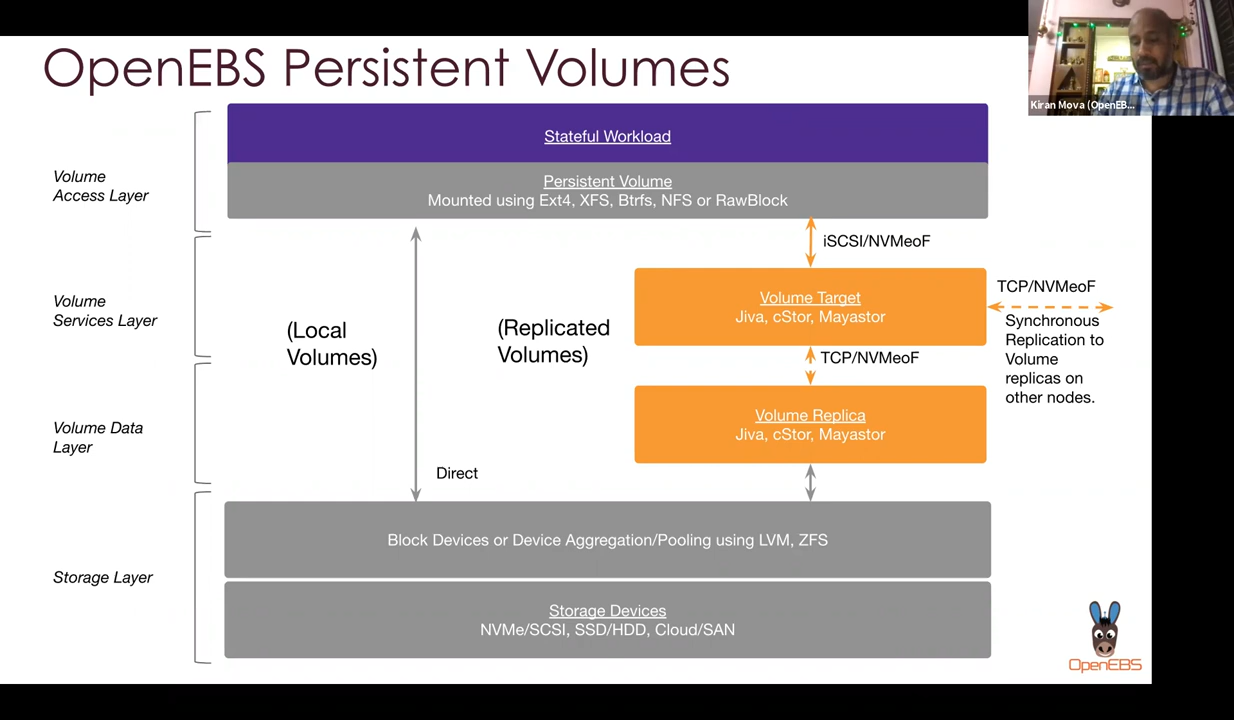 OpenEBS Persistent Volumes
Kiran Mova (OpenEB...
Volume
Access Layer
Stateful Workload
Persistent Volume
Mounted using Ext4, XFS, Btrfs, NFS or RawBlock
iSCSI/NVMeoF
Volume
Services Layer
(Local
Volumes)
(Replicated
Volumes)
Volume Target
Jiva, cStor, Mayastor
TCP/NVMeoF
Synchronous
Replication to
Volume
replicas on
other nodes.
TCP/NVMeoF
Volume Data
Layer
Volume Replica
Jiva, cStor, Mayastor
Direct
Storage Layer
Block Devices or Device Aggregation/Pooling using LVM, ZFS
Storage Devices
NVMe/SCSI, SSD/HDD, Cloud/SAN
OpenEBS